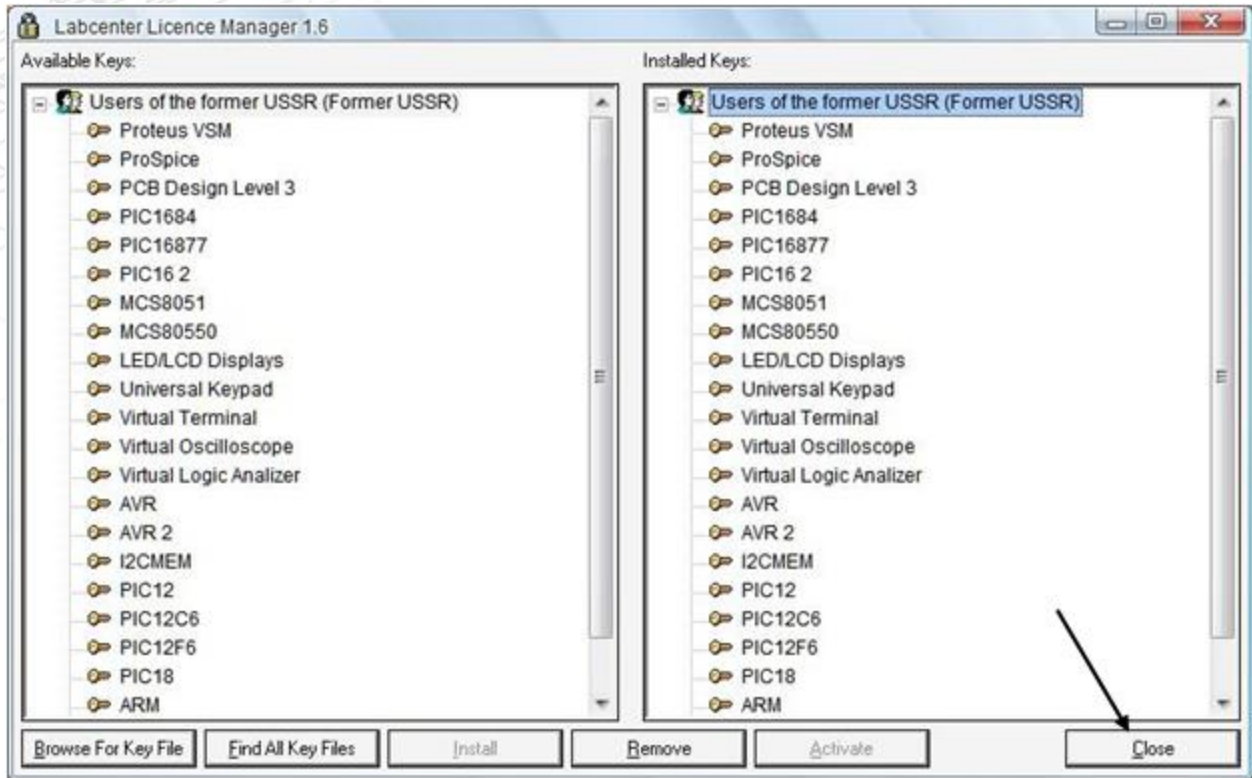 Labcenter Licence Manager 1.6
Available Keys:
Users of the former USSR (Former USSR)
Proteus VSM
ProSpice
PCB Design Level 3
PIC1684
PIC16877
PIC16 2
MCS8051
MCS80550
LED/LCD Displays
Universal Keypad
Virtual Terminal
Virtual Oscilloscope
Virtual Logic Analizer
AVR
AVR 2
I2CMEM
PIC12
PIC12C6
PIC12F6
PIC18
ARM
Installed Keys:
Users of the former USSR (Former USSR)
Proteus VSM
ProSpice
PCB Design Level 3
PIC1684
PIC16877
PIC16 2
MCS8051
MCS80550
LED/LCD Displays
Universal Keypad
Virtual Terminal
Virtual Oscilloscope
Virtual Logic Analizer
AVR
AVR 2
I2CMEM
PIC12
PIC12C6
PIC12F6
PIC18
ARM
Browse For Key File Find All Key Files Install Remove Activate Close